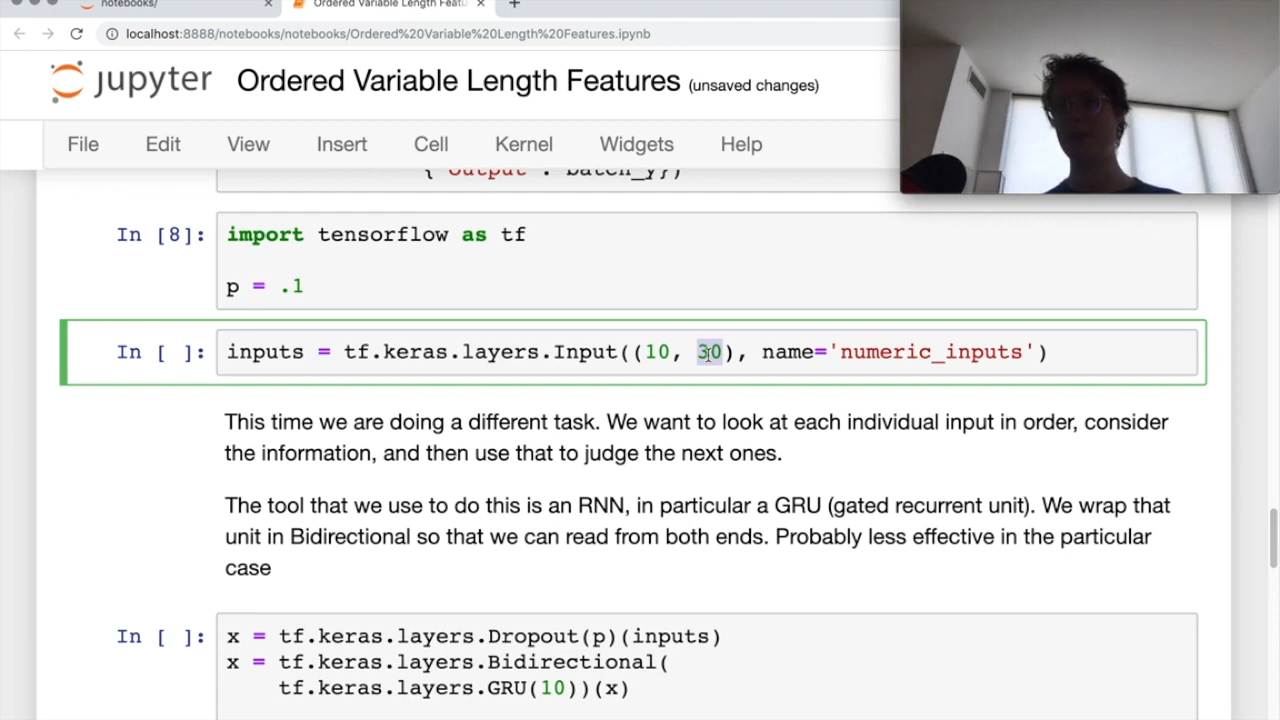 notebooks/ × Ordered Variable Length Featu × +
localhost:8888/notebooks/notebooks/Ordered%20Variable%20Length%20Features.ipynb
jupyter Ordered Variable Length Features (unsaved changes)
File Edit View Insert Cell Kernel Widgets Help
{'output': batch_y})
In [8]: import tensorflow as tf
p = .1
In [ ]: inputs = tf.keras.layers.Input((10, 30), name='numeric_inputs')
This time we are doing a different task. We want to look at each individual input in order, consider
the information, and then use that to judge the next ones.
The tool that we use to do this is an RNN, in particular a GRU (gated recurrent unit). We wrap that
unit in Bidirectional so that we can read from both ends. Probably less effective in the particular
case
In [ ]: x = tf.keras.layers.Dropout(p)(inputs)
x = tf.keras.layers.Bidirectional(
tf.keras.layers.GRU(10))(x)